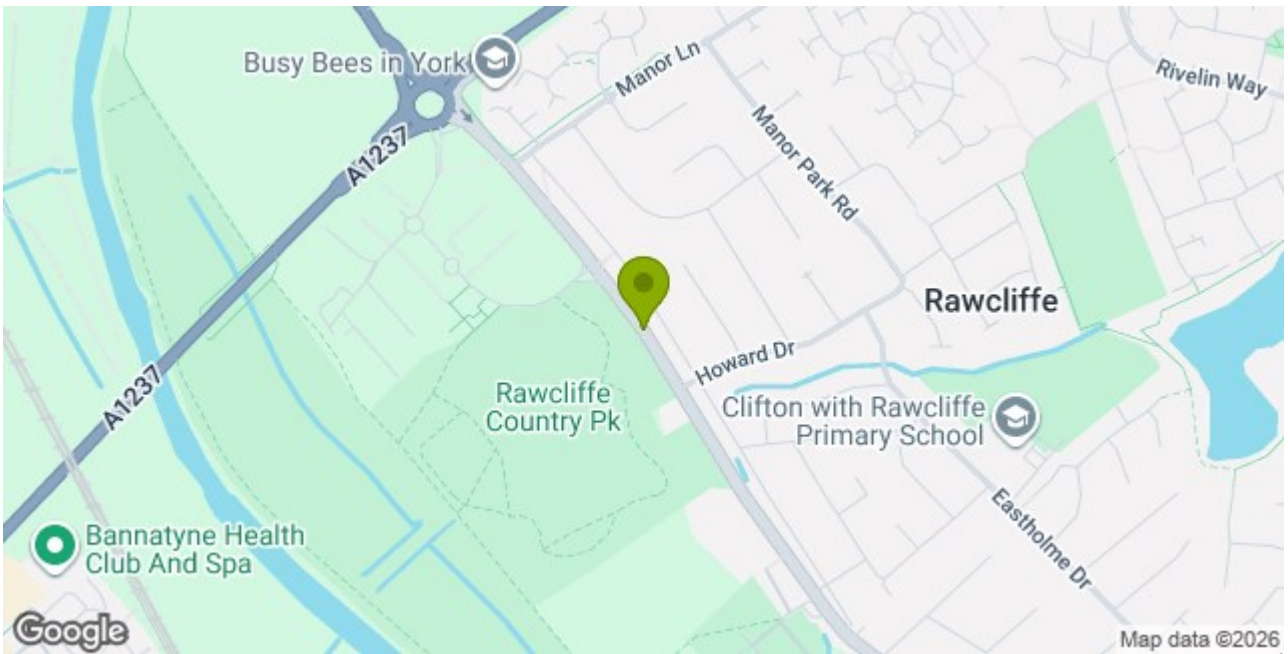 Busy Bees in York
Manor Ln
Rivelin Way
A1237
Manor Park Rd
Rawcliffe
Howard Dr
A1237
Rawcliffe
Country Pk
Clifton with Rawcliffe
Primary School
Eastholme Dr
Bannatyne Health
Club And Spa
Google
Map data ©2026